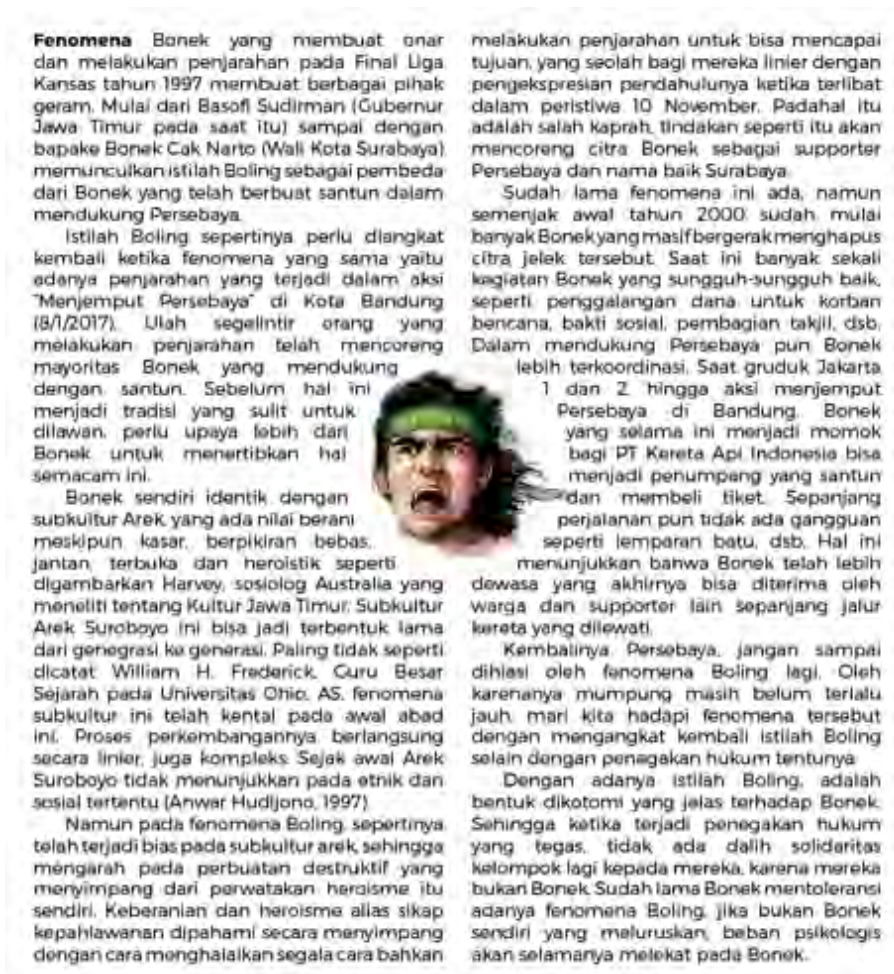 Fenomena Bonek yang membuat onar
dan melakukan penjarahan pada Final Liga
Kansas tahun 1997 membuat berbagai pihak
geram. Mulai dari Basofi Sudirman (Gubernur
Jawa Timur pada saat itu) sampai dengan
bapake Bonek Cak Narto (Wali Kota Surabaya)
memunculkan istilah Boling sebagai pembeda
dari Bonek yang telah berbuat santun dalam
mendukung Persebaya.
Istilah Boling sepertinya perlu diangkat
kembali ketika fenomena yang sama yaitu
adanya penjarahan yang terjadi dalam aksi
"Menjemput Persebaya" di Kota Bandung
(8/1/2017). Ulah segelintir orang yang
melakukan penjarahan telah mencoreng
mayoritas Bonek yang mendukung
dengan santun. Sebelum hal ini
menjadi tradisi yang sulit untuk
dilawan, perlu upaya lebih dari
Bonek untuk menertibkan hal
semacam ini.
Bonek sendiri identik dengan
subkultur Arek, yang ada nilai berani
meskipun kasar, berpikiran bebas,
jantan, terbuka dan heroistik seperti
digambarkan Harvey, sosiolog Australia yang
meneliti tentang Kultur Jawa Timur. Subkultur
Arek Suroboyo ini bisa jadi terbentuk lama
dari genegrasi ke generasi. Paling tidak seperti
dicatat William H. Frederick, Guru Besar
Sejarah pada Universitas Ohio, AS, fenomena
subkultur ini telah kental pada awal abad
ini. Proses perkembangannya berlangsung
secara linier, juga kompleks. Sejak awal Arek
Suroboyo tidak menunjukkan pada etnik dan
sosial tertentu (Anwar Hudijono, 1997)
Namun pada fenomena Boling, sepertinya
telah terjadi bias pada subkultur arek, sehingga
mengarah pada perbuatan destruktif yang
menyimpang dari perwatakan heroisme itu
sendiri. Keberanian dan heroisme alias sikap
kepahlawanan dipahami secara menyimpang
dengan cara menghalalkan segala cara bahkan
melakukan penjarahan untuk bisa mencapai
tujuan, yang seolah bagi mereka linier dengan
pengekspresian pendahulunya ketika terlibat
dalam peristiwa 10 November. Padahal itu
adalah salah kaprah, tindakan seperti itu akan
mencoreng citra Bonek sebagai supporter
Persebaya dan nama baik Surabaya.
Sudah lama fenomena ini ada, namun
semenjak awal tahun 2000 sudah mulai
banyak Bonek yang masif bergerak menghapus
citra jelek tersebut. Saat ini banyak sekali
kegiatan Bonek yang sungguh-sungguh baik,
seperti penggalangan dana untuk korban
bencana, bakti sosial, pembagian takjil, dsb.
Dalam mendukung Persebaya pun Bonek
lebih terkoordinasi. Saat gruduk Jakarta
1 dan 2 hingga aksi menjemput
Persebaya di Bandung. Bonek
yang selama ini menjadi momok
bagi PT Kereta Api Indonesia bisa
menjadi penumpang yang santun
dan membeli tiket. Sepanjang
perjalanan pun tidak ada gangguan
seperti lemparan batu, dsb. Hal ini
menunjukkan bahwa Bonek telah lebih
dewasa yang akhirnya bisa diterima oleh
warga dan supporter lain sepanjang jalur
kereta yang dilewati.
Kembalinya Persebaya, jangan sampai
dihiasi oleh fenomena Boling lagi. Oleh
karenanya mumpung masih belum terlalu
jauh, mari kita hadapi fenomena tersebut
dengan mengangkat kembali istilah Boling
selain dengan penegakan hukum tentunya.
Dengan adanya istilah Boling, adalah
bentuk dikotomi yang jelas terhadap Bonek.
Sehingga ketika terjadi penegakan hukum
yang tegas, tidak ada dalih solidaritas
kelompok lagi kepada mereka, karena mereka
bukan Bonek. Sudah lama Bonek mentoleransi
adanya fenomena Boling, jika bukan Bonek
sendiri yang meluruskan, beban psikologis
akan selamanya melekat pada Bonek.